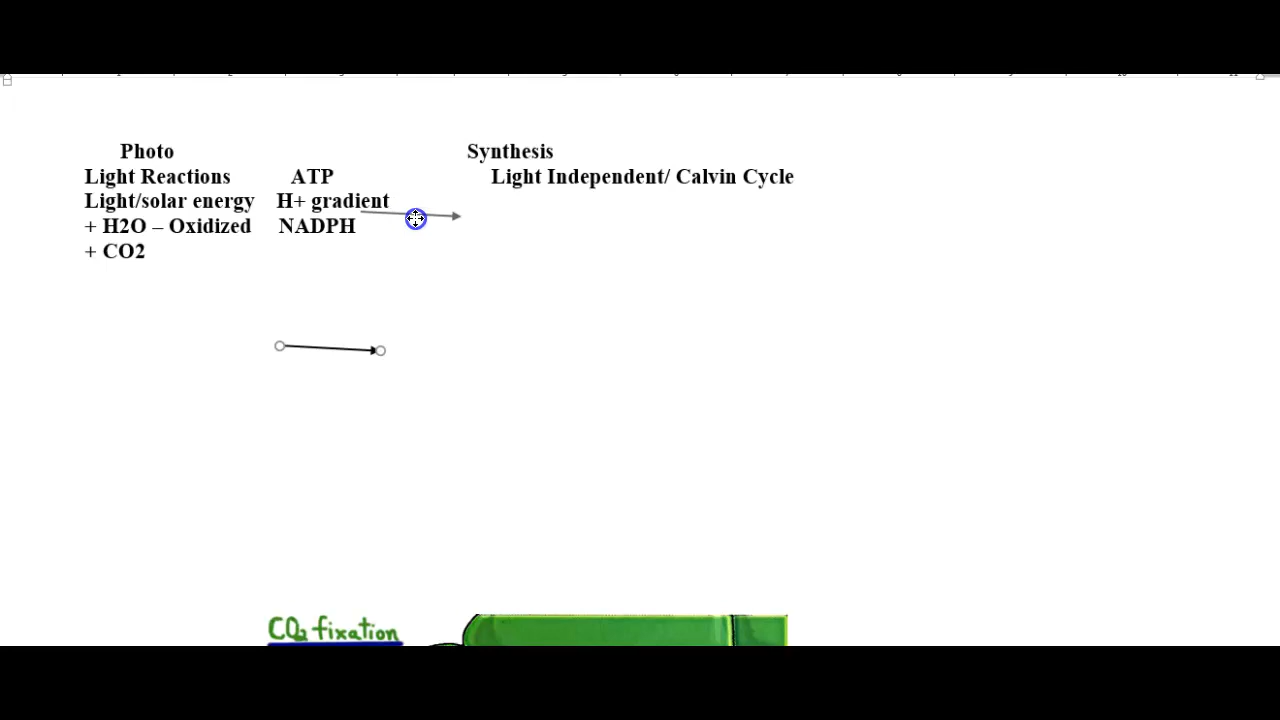 Photo Synthesis
Light Reactions ATP Light Independent/ Calvin Cycle
Light/solar energy H+ gradient
+ H2O – Oxidized NADPH
+ CO2
CO2 fixation